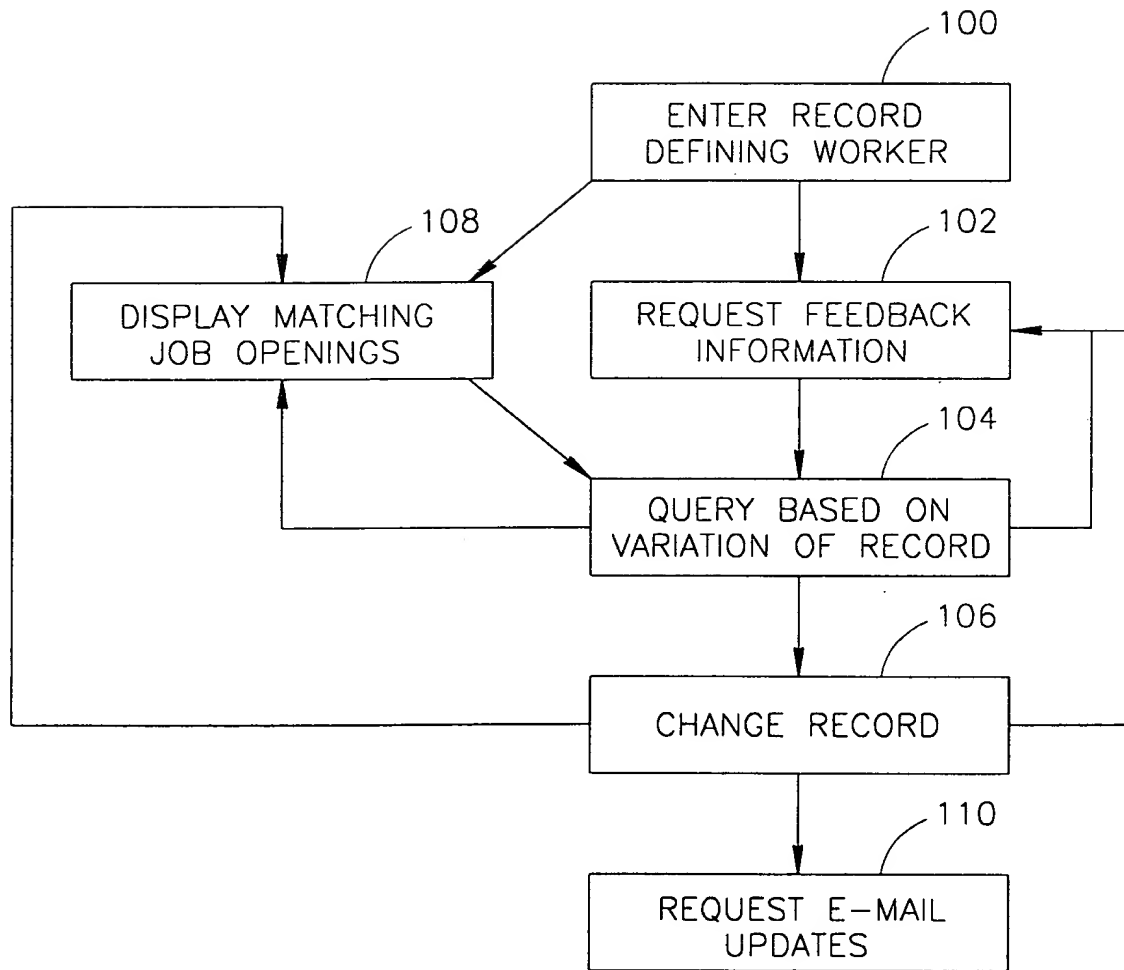 100
ENTER RECORD
DEFINING WORKER
108
DISPLAY MATCHING
JOB OPENINGS
102
REQUEST FEEDBACK
INFORMATION
104
QUERY BASED ON
VARIATION OF RECORD
106
CHANGE RECORD
110
REQUEST E-MAIL
UPDATES